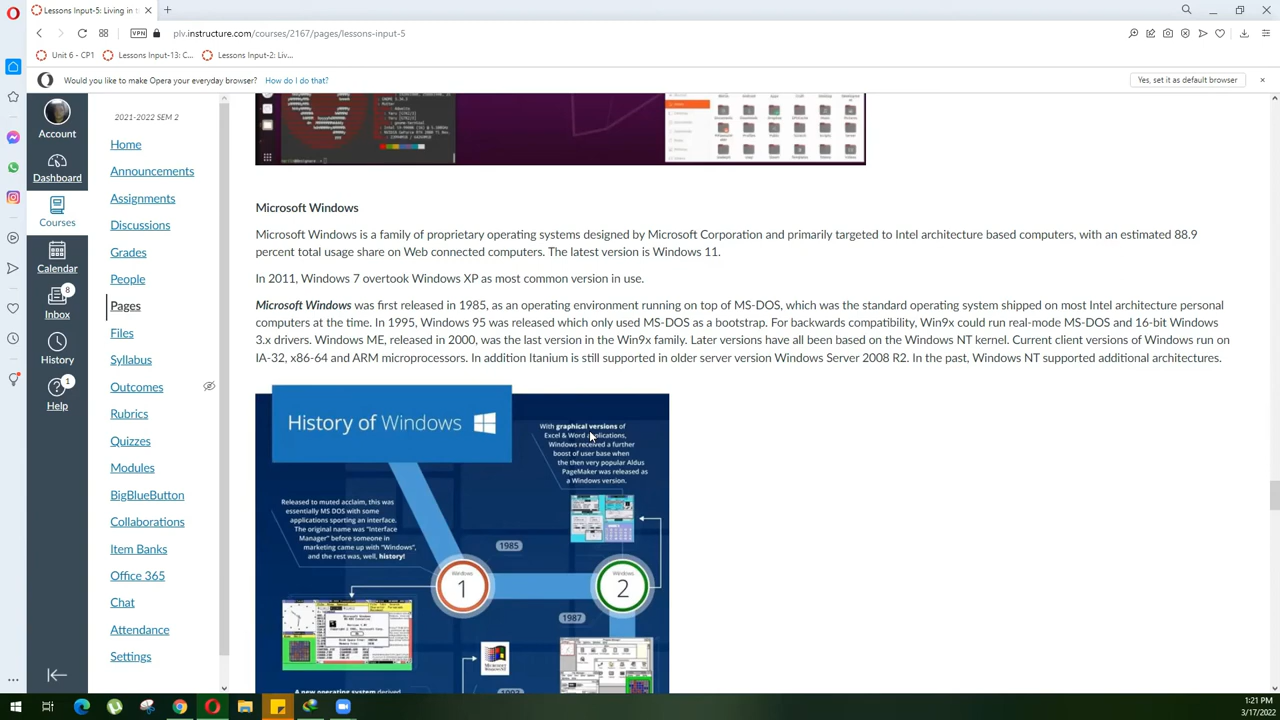 Lessons Input-5: Living in t
VPN
plv.instructure.com/courses/2167/pages/lessons-input-5
Unit 6 - CP1
Lessons Input-13: C...
Lessons Input-2: Liv...
Would you like to make Opera your everyday browser?
How do I do that?
Yes, set it as default browser
Account
Dashboard
Courses
Calendar
8
Inbox
History
1
Help
2022 SEM 2
Home
Announcements
Assignments
Discussions
Grades
People
Pages
Files
Syllabus
Outcomes
Rubrics
Quizzes
Modules
BigBlueButton
Collaborations
Item Banks
Office 365
Chat
Attendance
Settings
Microsoft Windows
Microsoft Windows is a family of proprietary operating systems designed by Microsoft Corporation and primarily targeted to Intel architecture based computers, with an estimated 88.9
percent total usage share on Web connected computers. The latest version is Windows 11.
In 2011, Windows 7 overtook Windows XP as most common version in use.
Microsoft Windows was first released in 1985, as an operating environment running on top of MS-DOS, which was the standard operating system shipped on most Intel architecture personal
computers at the time. In 1995, Windows 95 was released which only used MS-DOS as a bootstrap. For backwards compatibility, Win9x could run real-mode MS-DOS and 16-bit Windows
3.x drivers. Windows ME, released in 2000, was the last version in the Win9x family. Later versions have all been based on the Windows NT kernel. Current client versions of Windows run on
IA-32, x86-64 and ARM microprocessors. In addition Itanium is still supported in older server version Windows Server 2008 R2. In the past, Windows NT supported additional architectures.
History of Windows
With graphical versions of
Excel & Word applications,
Windows received a further
boost of user base when
the then very popular Aldus
PageMaker was released as
a Windows version.
Released to muted acclaim, this was
essentially MS DOS with some
applications sporting an interface.
The original name was "Interface
Manager" before someone in
marketing came up with "Windows",
and the rest was, well, history!
1985
Windows
1
Windows
2
1987
A new operating system derived
1:21 PM
3/17/2022